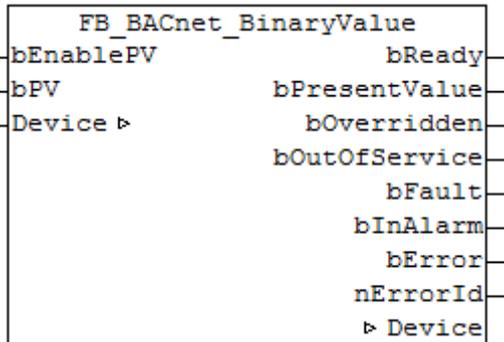 FB_BACnet_BinaryValue
bEnablePV bReady
bPV bPresentValue
Device ▷ bOverridden
bOutOfService
bFault
bInAlarm
bError
nErrorId
▷ Device